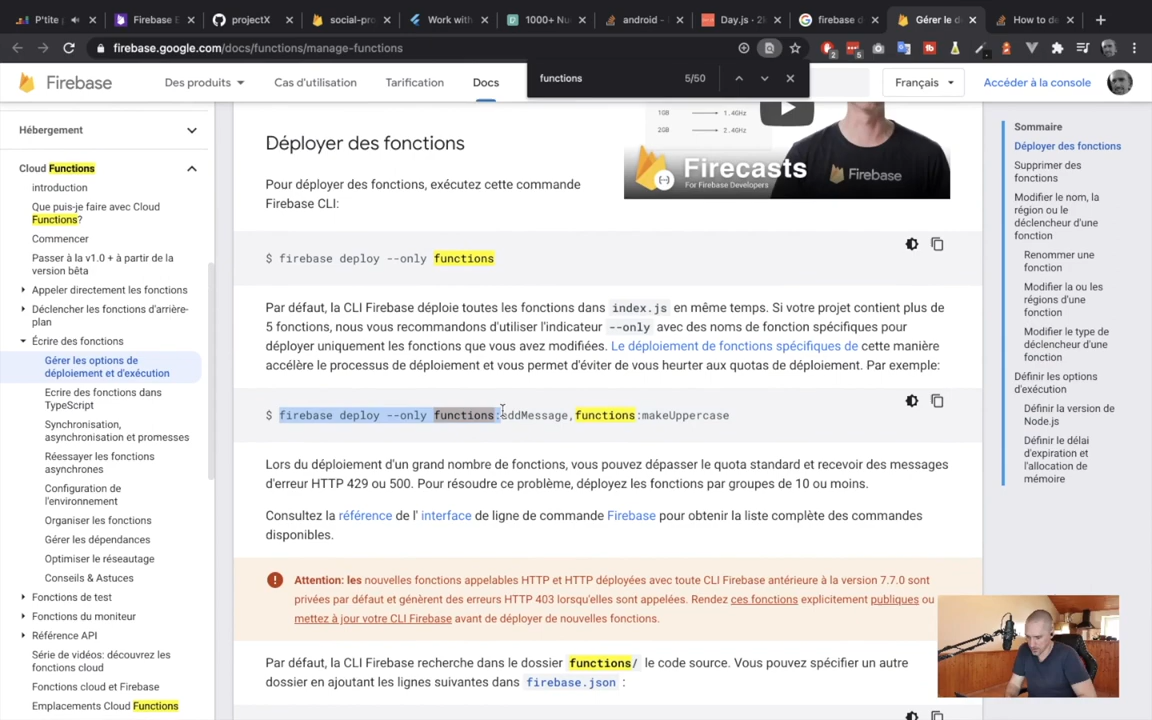 P'tite p
Firebase E
projectX
social-pro
Work with
1000+ Nu
android -
Day.js · 2k
firebase d
Gérer le d
How to de
firebase.google.com/docs/functions/manage-functions
Firebase
Des produits
Cas d'utilisation
Tarification
Docs
functions
5/50
Français
Accéder à la console
Hébergement
Cloud Functions
introduction
Que puis-je faire avec Cloud
Functions?
Commencer
Passer à la v1.0 + à partir de la
version bêta
Appeler directement les fonctions
Déclencher les fonctions d'arrière-
plan
Écrire des fonctions
Gérer les options de
déploiement et d'exécution
Ecrire des fonctions dans
TypeScript
Synchronisation,
asynchronisation et promesses
Réessayer les fonctions
asynchrones
Configuration de
l'environnement
Organiser les fonctions
Gérer les dépendances
Optimiser le réseautage
Conseils & Astuces
Fonctions de test
Fonctions du moniteur
Référence API
Série de vidéos: découvrez les
fonctions cloud
Fonctions cloud et Firebase
Emplacements Cloud Functions
Déployer des fonctions
1GB
1.4GHz
2GB
2.4GHz
Firecasts
For Firebase Developers
Firebase
Pour déployer des fonctions, exécutez cette commande
Firebase CLI:
$ firebase deploy --only functions
Par défaut, la CLI Firebase déploie toutes les fonctions dans index.js en même temps. Si votre projet contient plus de
5 fonctions, nous vous recommandons d'utiliser l'indicateur --only avec des noms de fonction spécifiques pour
déployer uniquement les fonctions que vous avez modifiées. Le déploiement de fonctions spécifiques de cette manière
accélère le processus de déploiement et vous permet d'éviter de vous heurter aux quotas de déploiement. Par exemple:
$ firebase deploy --only functions:addMessage,functions:makeUppercase
Lors du déploiement d'un grand nombre de fonctions, vous pouvez dépasser le quota standard et recevoir des messages
d'erreur HTTP 429 ou 500. Pour résoudre ce problème, déployez les fonctions par groupes de 10 ou moins.
Consultez la référence de l' interface de ligne de commande Firebase pour obtenir la liste complète des commandes
disponibles.
Attention: les nouvelles fonctions appelables HTTP et HTTP déployées avec toute CLI Firebase antérieure à la version 7.7.0 sont
privées par défaut et génèrent des erreurs HTTP 403 lorsqu'elles sont appelées. Rendez ces fonctions explicitement publiques ou
mettez à jour votre CLI Firebase avant de déployer de nouvelles fonctions.
Par défaut, la CLI Firebase recherche dans le dossier functions/ le code source. Vous pouvez spécifier un autre
dossier en ajoutant les lignes suivantes dans firebase.json :
Sommaire
Déployer des fonctions
Supprimer des
fonctions
Modifier le nom, la
région ou le
déclencheur d'une
fonction
Renommer une
fonction
Modifier la ou les
régions d'une
fonction
Modifier le type de
déclencheur d'une
fonction
Définir les options
d'exécution
Définir la version de
Node.js
Définir le délai
d'expiration et
l'allocation de
mémoire